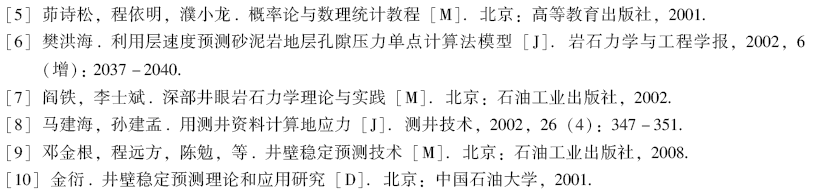 [5] 茆诗松，程依明，濮小龙．概率论与数理统计教程［M］．北京：高等教育出版社，2001.
[6] 樊洪海．利用层速度预测砂泥岩地层孔隙压力单点计算法模型［J］．岩石力学与工程学报，2002，6
（增）：2037－2040.
[7] 阎铁，李士斌．深部井眼岩石力学理论与实践［M］．北京：石油工业出版社，2002.
[8] 马建海，孙建孟．用测井资料计算地应力［J］．测井技术，2002，26（4）：347－351.
[9] 邓金根，程远方，陈勉，等．井壁稳定预测技术［M］．北京：石油工业出版社，2008.
[10] 金衍．井壁稳定预测理论和应用研究［D］．北京：中国石油大学，2001.